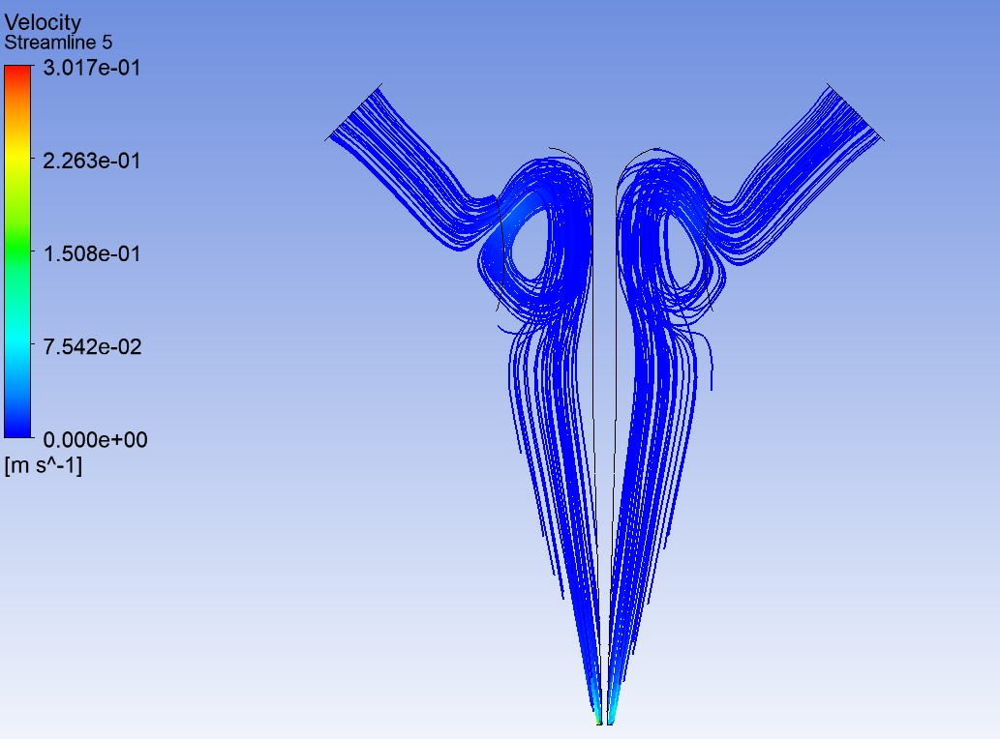 Velocity
Streamline 5
3.017e-01
2.263e-01
1.508e-01
7.542e-02
0.000e+00
[m s^-1]